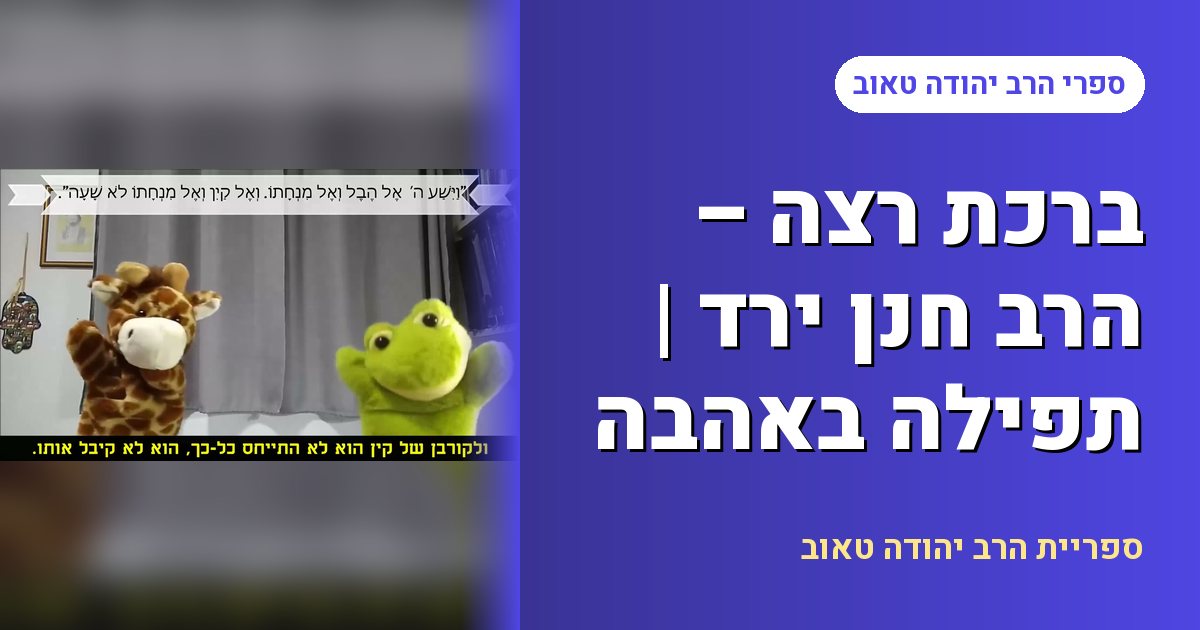 ספרי הרב יהודה טאוב
ברכת רצה –
הרב חנן ירד |
תפילה באהבה
ספריית הרב יהודה טאוב
"וַיִּשַׁע ה׳ אֶל הֶבֶל וְאֶל מִנְחָתוֹ. וְאֶל קַיִן וְאֶל מִנְחָתוֹ לֹא שָׁעָה".
ולקורבן של קין הוא לא התייחס כל-כך, הוא לא קיבל אותו.